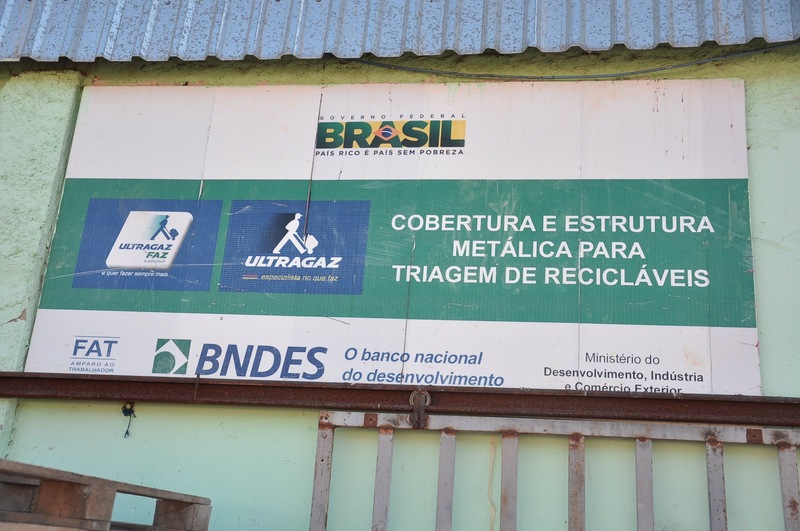 GOVERNO FEDERAL
BRASIL
PAÍS RICO É PAÍS SEM POBREZA
ULTRAGAZ
FAZ
e quer fazer sempre mais
ULTRAGAZ
especialista no que faz
COBERTURA E ESTRUTURA
METÁLICA PARA
TRIAGEM DE RECICLÁVEIS
FAT
AMPARO AO
TRABALHADOR
BNDES
O banco nacional
do desenvolvimento
Ministério do
Desenvolvimento, Indústria
e Comércio Exterior